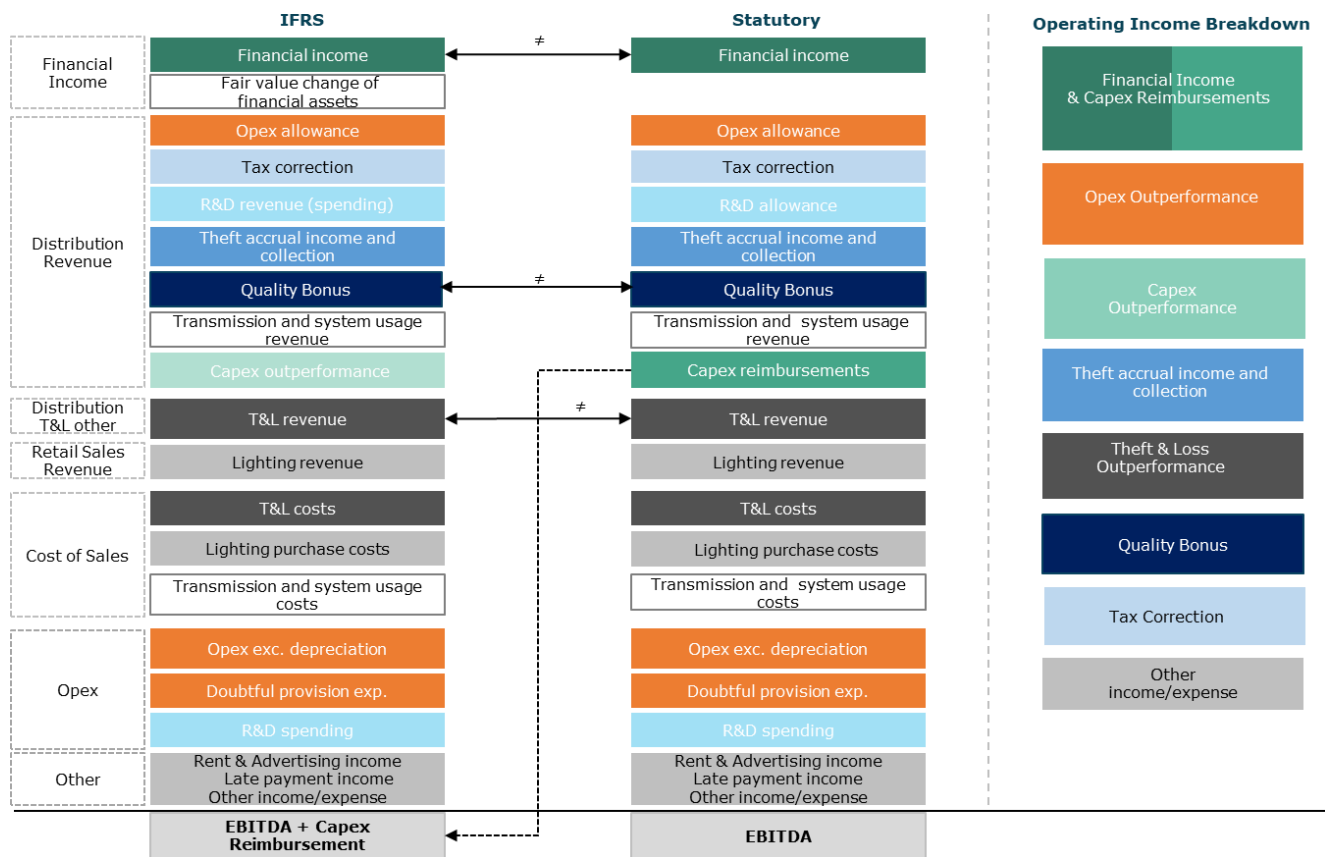 IFRS
Statutory
Operating Income Breakdown
Financial
Income
Financial income
≠
Financial income
Fair value change of
financial assets
Distribution
Revenue
Opex allowance
Opex allowance
Tax correction
Tax correction
R&D revenue (spending)
R&D allowance
Theft accrual income and
collection
Theft accrual income and
collection
Quality Bonus
≠
Quality Bonus
Transmission and system usage
revenue
Transmission and system usage
revenue
Capex outperformance
Capex reimbursements
Distribution
T&L other
T&L revenue
≠
T&L revenue
Retail Sales
Revenue
Lighting revenue
Lighting revenue
Cost of Sales
T&L costs
T&L costs
Lighting purchase costs
Lighting purchase costs
Transmission and system usage
costs
Transmission and system usage
costs
Opex
Opex exc. depreciation
Opex exc. depreciation
Doubtful provision exp.
Doubtful provision exp.
R&D spending
R&D spending
Other
Rent & Advertising income
Late payment income
Other income/expense
Rent & Advertising income
Late payment income
Other income/expense
EBITDA + Capex
Reimbursement
EBITDA
Financial Income
& Capex Reimbursements
Opex Outperformance
Capex
Outperformance
Theft accrual income and
collection
Theft & Loss
Outperformance
Quality Bonus
Tax Correction
Other
income/expense